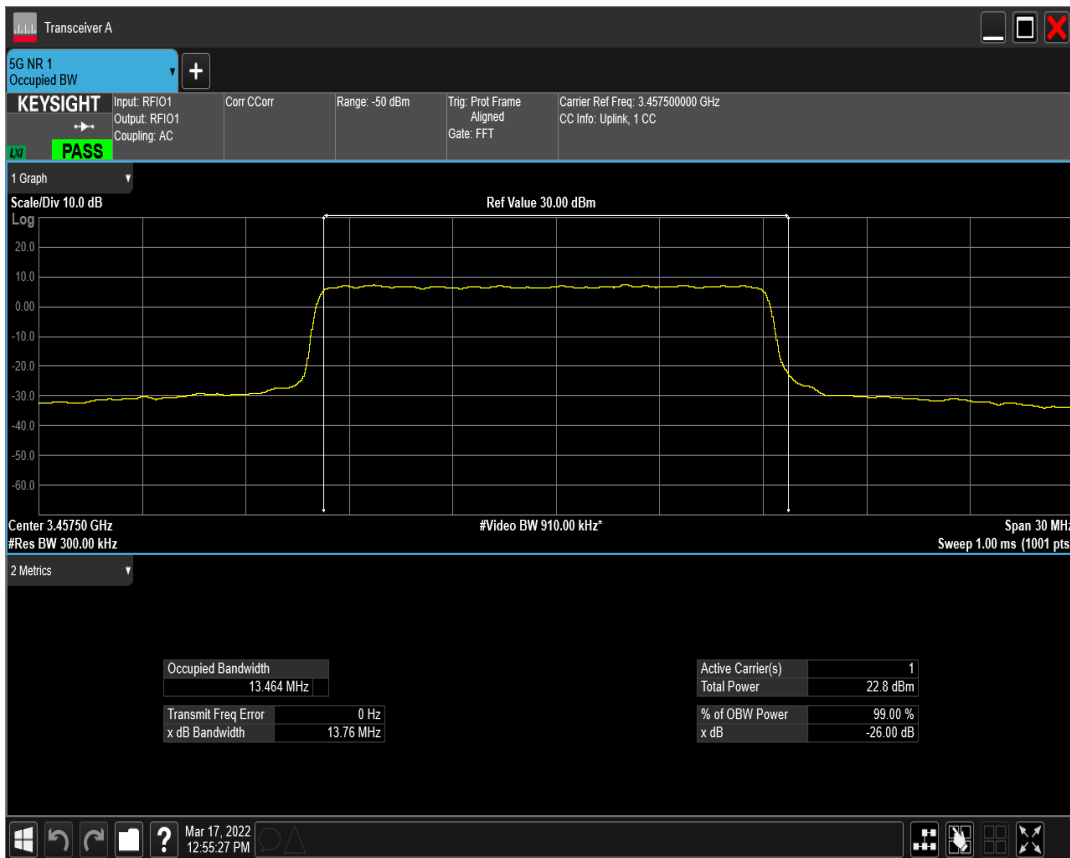 Transceiver A
5G NR 1
Occupied BW
+
KEYSIGHT
LXI
PASS
Input: RFIO1
Output: RFIO1
Coupling: AC
Corr CCorr
Range: -50 dBm
Trig: Prot Frame
Aligned
Gate: FFT
Carrier Ref Freq: 3.457500000 GHz
CC Info: Uplink, 1 CC
1 Graph
Scale/Div 10.0 dB
Ref Value 30.00 dBm
Log
20.0
10.0
0.00
-10.0
-20.0
-30.0
-40.0
-50.0
-60.0
Center 3.45750 GHz
#Video BW 910.00 kHz*
Span 30 MHz
#Res BW 300.00 kHz
Sweep 1.00 ms (1001 pts
2 Metrics
Occupied Bandwidth
13.464 MHz
Transmit Freq Error 0 Hz
x dB Bandwidth 13.76 MHz
Active Carrier(s) 1
Total Power 22.8 dBm
% of OBW Power 99.00 %
x dB -26.00 dB
?
Mar 17, 2022
12:55:27 PM